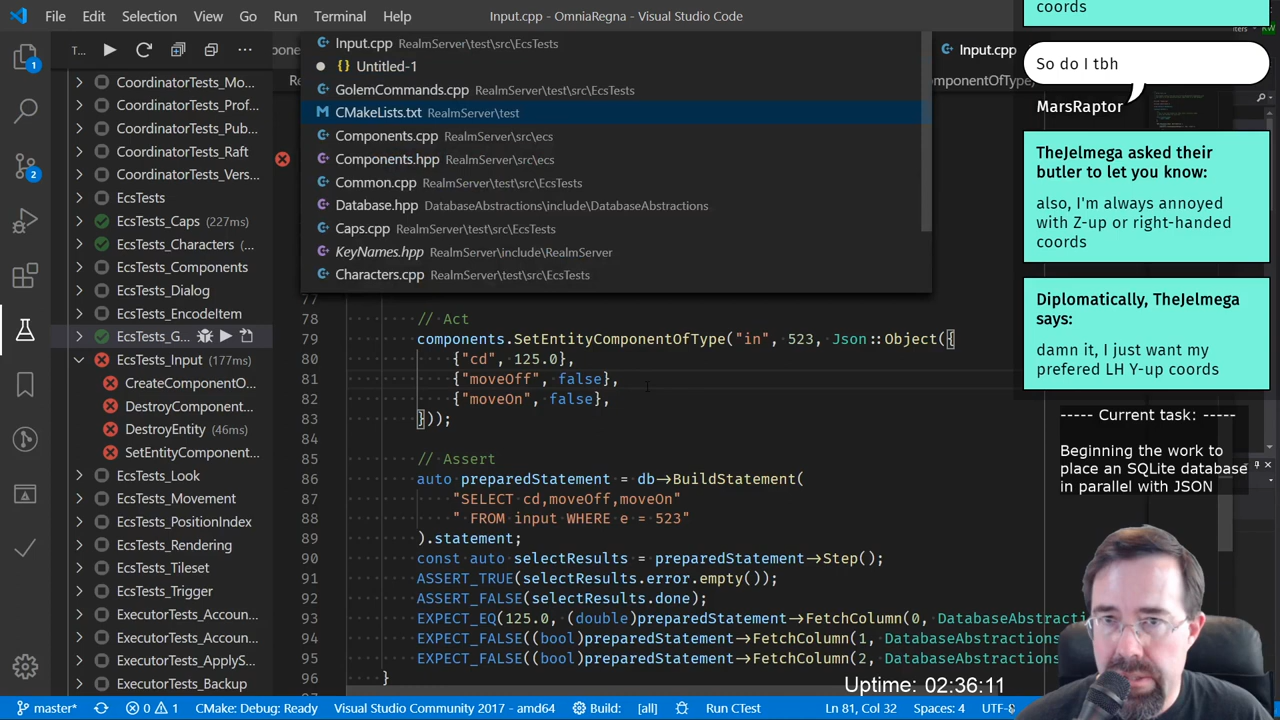 File Edit Selection View Go Run Terminal Help
Input.cpp - OmniaRegna - Visual Studio Code
T...
Input.cpp
Input.cpp RealmServer\test\src\EcsTests
{} Untitled-1
GolemCommands.cpp RealmServer\test\src\EcsTests
CMakeLists.txt RealmServer\test
Components.cpp RealmServer\src\ecs
Components.hpp RealmServer\src\ecs
Common.cpp RealmServer\test\src\EcsTests
Database.hpp DatabaseAbstractions\include\DatabaseAbstractions
Caps.cpp RealmServer\test\src\EcsTests
KeyNames.hpp RealmServer\include\RealmServer
Characters.cpp RealmServer\test\src\EcsTests
omponentOfType()
CoordinatorTests_Mo...
CoordinatorTests_Prof...
CoordinatorTests_Pub...
CoordinatorTests_Raft
CoordinatorTests_Vers...
EcsTests
EcsTests_Caps (227ms)
EcsTests_Characters (...
EcsTests_Components
EcsTests_Dialog
EcsTests_EncodeItem
EcsTests_G...
EcsTests_Input (177ms)
CreateComponentO...
DestroyComponent...
DestroyEntity (46ms)
SetEntityComponent...
EcsTests_Look
EcsTests_Movement
EcsTests_PositionIndex
EcsTests_Rendering
EcsTests_Tileset
EcsTests_Trigger
ExecutorTests_Accoun...
ExecutorTests_Accou...
ExecutorTests_ApplyS...
ExecutorTests_Backup
77
78 // Act
79 components.SetEntityComponentOfType("in", 523, Json::Object({
80 {"cd", 125.0},
81 {"moveOff", false},
82 {"moveOn", false},
83 }));
84
85 // Assert
86 auto preparedStatement = db->BuildStatement(
87 "SELECT cd,moveOff,moveOn"
88 " FROM input WHERE e = 523"
89 ).statement;
90 const auto selectResults = preparedStatement->Step();
91 ASSERT_TRUE(selectResults.error.empty());
92 ASSERT_FALSE(selectResults.done);
93 EXPECT_EQ(125.0, (double)preparedStatement->FetchColumn(0, DatabaseAbstracti
94 EXPECT_FALSE((bool)preparedStatement->FetchColumn(1, DatabaseAbstractions
95 EXPECT_FALSE((bool)preparedStatement->FetchColumn(2, DatabaseAbstractions
96 }
coords
So do I tbh
MarsRaptor
TheJelmega asked their
butler to let you know:
also, I'm always annoyed
with Z-up or right-handed
coords
Diplomatically, TheJelmega
says:
damn it, I just want my
prefered LH Y-up coords
----- Current task: -----
Beginning the work to
place an SQLite database
in parallel with JSON
Uptime: 02:36:11
master* 0 1 CMake: Debug: Ready Visual Studio Community 2017 - amd64 Build: [all] Run CTest Ln 81, Col 32 Spaces: 4 UTF-8